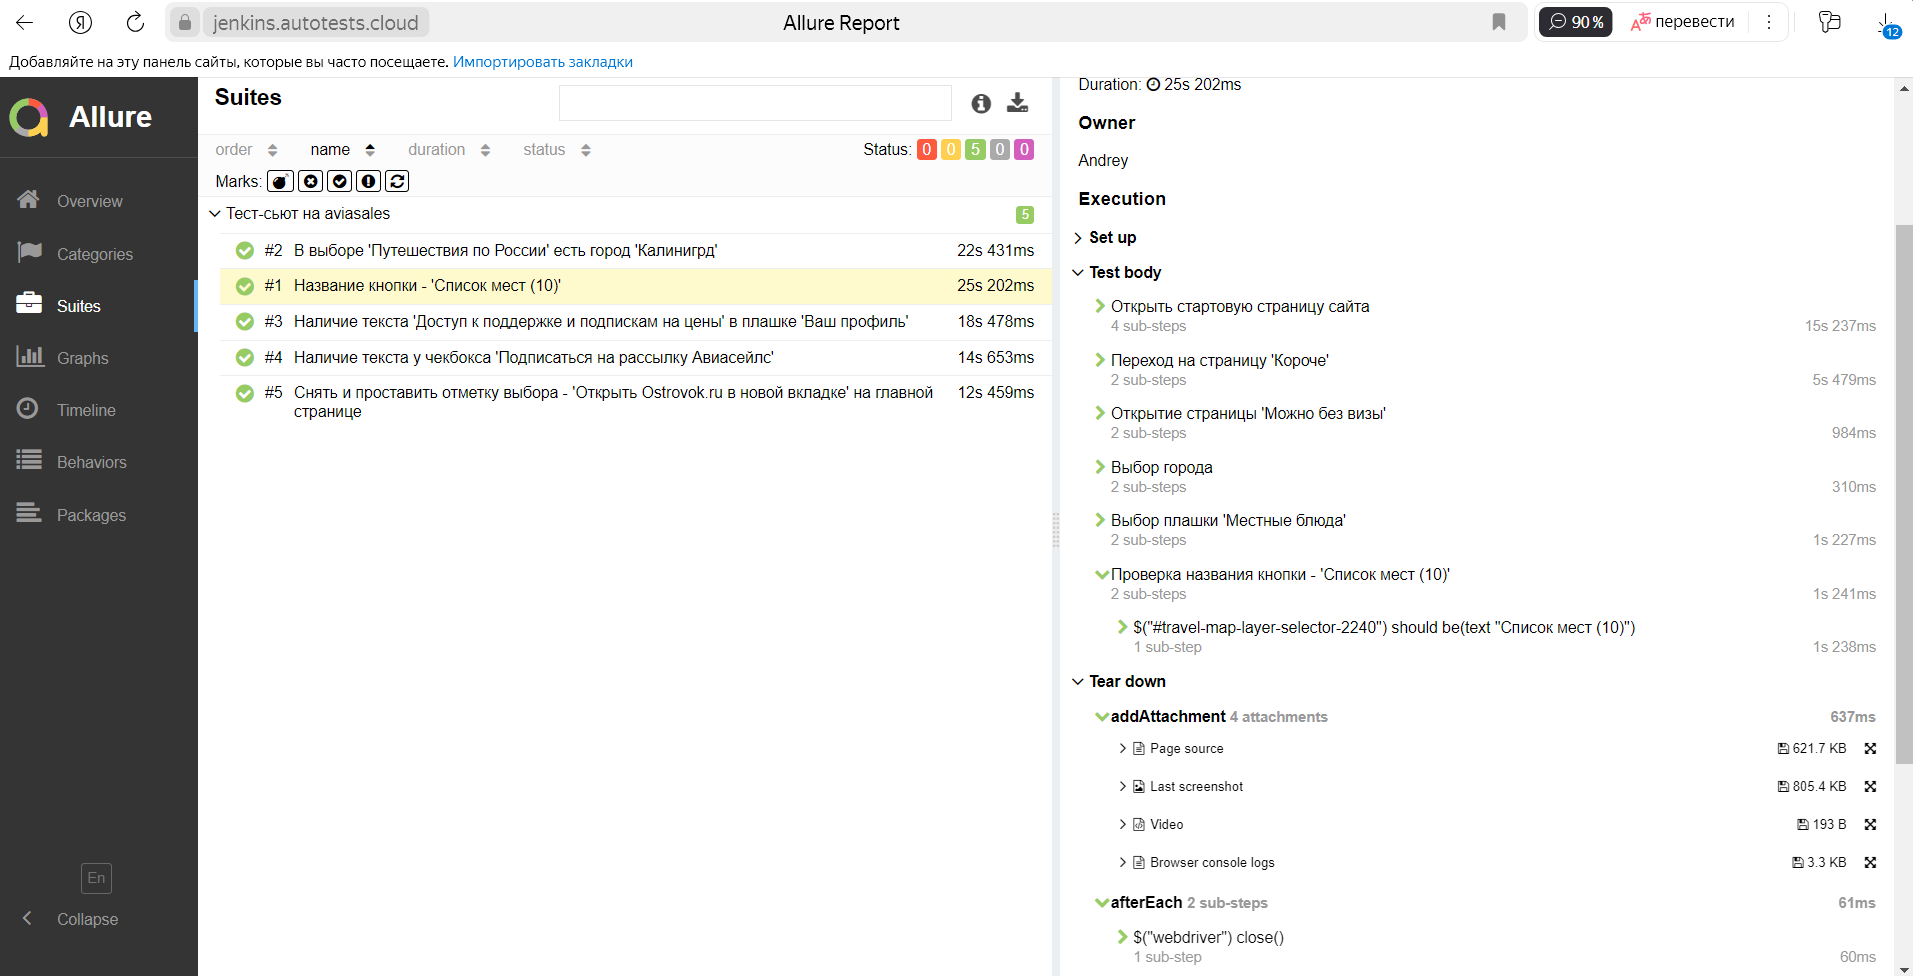 jenkins.autotests.cloud
Allure Report
90 %
перевести
12
Добавляйте на эту панель сайты, которые вы часто посещаете. Импортировать закладки
Allure
Overview
Categories
Suites
Graphs
Timeline
Behaviors
Packages
En
Collapse
Suites
order name duration status
Status: 0 0 5 0 0
Marks:
Тест-сьют на aviasales 5
#2 В выборе 'Путешествия по России' есть город 'Калинигрд' 22s 431ms
#1 Название кнопки - 'Список мест (10)' 25s 202ms
#3 Наличие текста 'Доступ к поддержке и подпискам на цены' в плашке 'Ваш профиль' 18s 478ms
#4 Наличие текста у чекбокса 'Подписаться на рассылку Авиасейлс' 14s 653ms
#5 Снять и проставить отметку выбора - 'Открыть Ostrovok.ru в новой вкладке' на главной 12s 459ms
странице
Duration: 25s 202ms
Owner
Andrey
Execution
Set up
Test body
Открыть стартовую страницу сайта
4 sub-steps 15s 237ms
Переход на страницу 'Короче'
2 sub-steps 5s 479ms
Открытие страницы 'Можно без визы'
2 sub-steps 984ms
Выбор города
2 sub-steps 310ms
Выбор плашки 'Местные блюда'
2 sub-steps 1s 227ms
Проверка названия кнопки - 'Список мест (10)'
2 sub-steps 1s 241ms
$("#travel-map-layer-selector-2240") should be(text "Список мест (10)")
1 sub-step 1s 238ms
Tear down
addAttachment 4 attachments 637ms
Page source 621.7 KB
Last screenshot 805.4 KB
Video 193 B
Browser console logs 3.3 KB
afterEach 2 sub-steps 61ms
$("webdriver") close()
1 sub-step 60ms